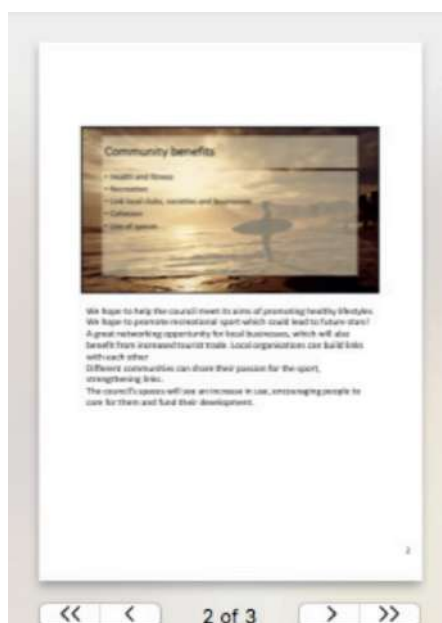 Community benefits
• Health and fitness
• Recreation
• Link local clubs, societies and businesses
• Cohesion
• Use of spaces
We hope to help the council meet its aims of promoting healthy lifestyles
We hope to promote recreational sport which could lead to future stars!
A great networking opportunity for local businesses, which will also
benefit from increased tourist trade. Local organisations can build links
with each other
Different communities can share their passion for the sport,
strengthening links.
The council's spaces will see an increase in use, encouraging people to
care for them and fund their development.
2
<< < 2 of 3 > >>